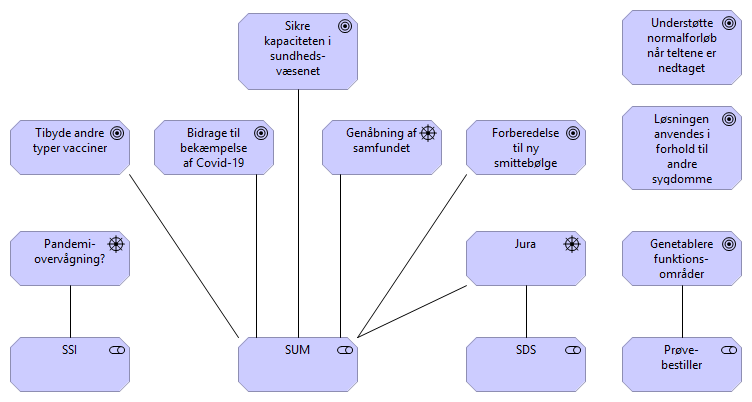 Sikre
kapaciteten i
sundheds-
væsenet
Understøtte
normalforløb
når teltene er
nedtaget
Tibyde andre
typer vacciner
Bidrage til
bekæmpelse
af Covid-19
Genåbning af
samfundet
Forberedelse
til ny
smittebølge
Løsningen
anvendes i
forhold til
andre
sygdomme
Pandemi-
overvågning?
Jura
Genetablere
funktions-
områder
SSI
SUM
SDS
Prøve-
bestiller